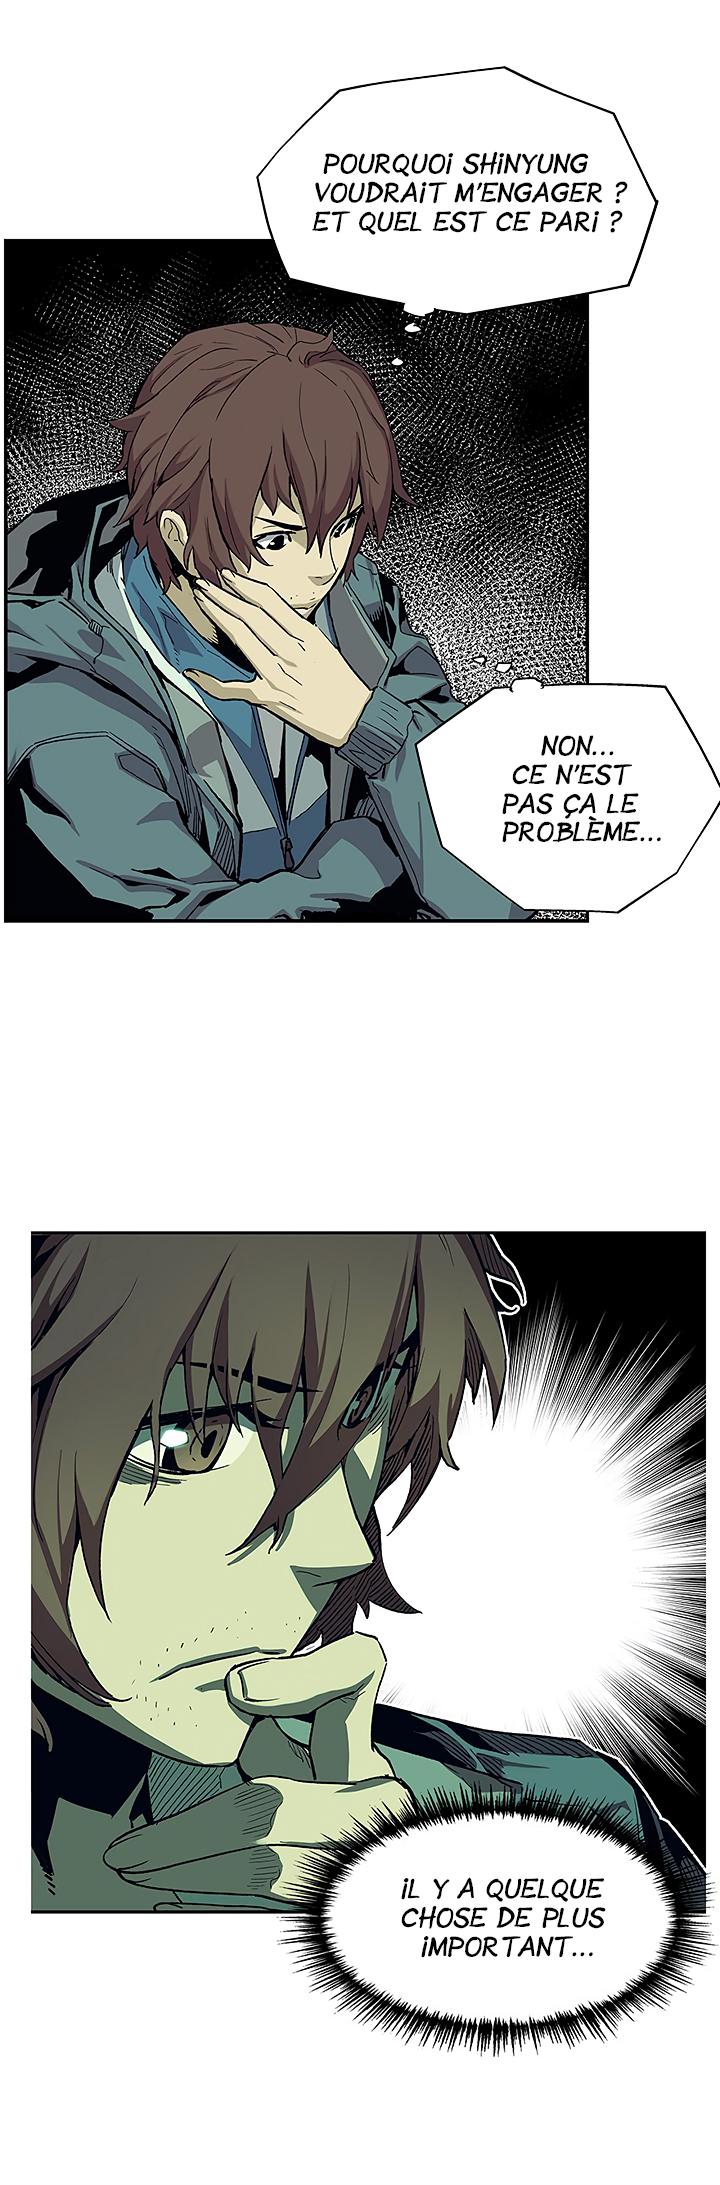 POURQUOI SHINYUNG
VOUDRAIT M'ENGAGER ?
ET QUEL EST CE PARI ?
NON...
CE N'EST
PAS ÇA LE
PROBLÈME...
IL Y A QUELQUE
CHOSE DE PLUS
IMPORTANT...